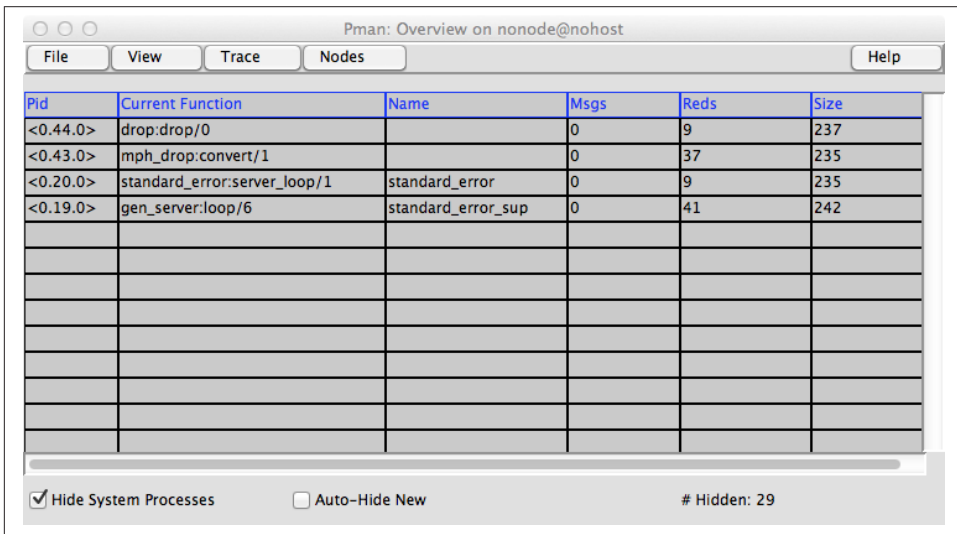 Pman: Overview on nonode@nohost
File View Trace Nodes Help
Pid Current Function Name Msgs Reds Size
<0.44.0> drop:drop/0 0 9 237
<0.43.0> mph_drop:convert/1 0 37 235
<0.20.0> standard_error:server_loop/1 standard_error 0 9 235
<0.19.0> gen_server:loop/6 standard_error_sup 0 41 242
Hide System Processes Auto-Hide New # Hidden: 29